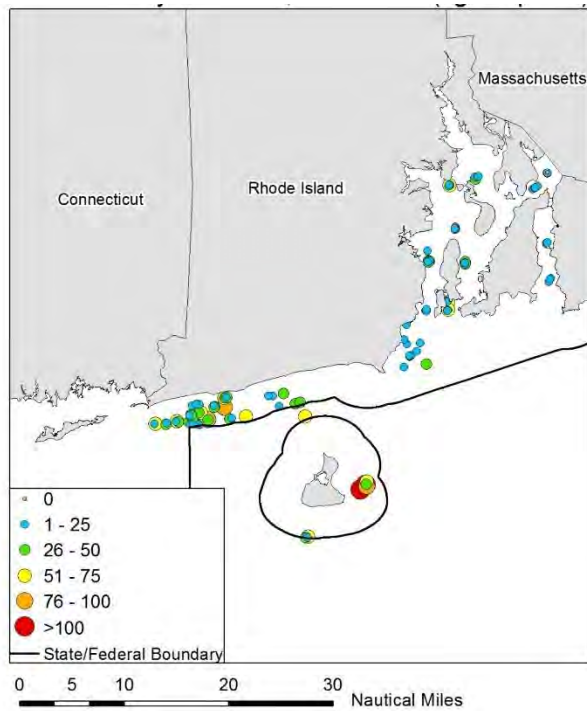 Massachusetts
Rhode Island
Connecticut
0
1 - 25
26 - 50
51 - 75
76 - 100
>100
State/Federal Boundary
0 5 10 20 30
Nautical Miles